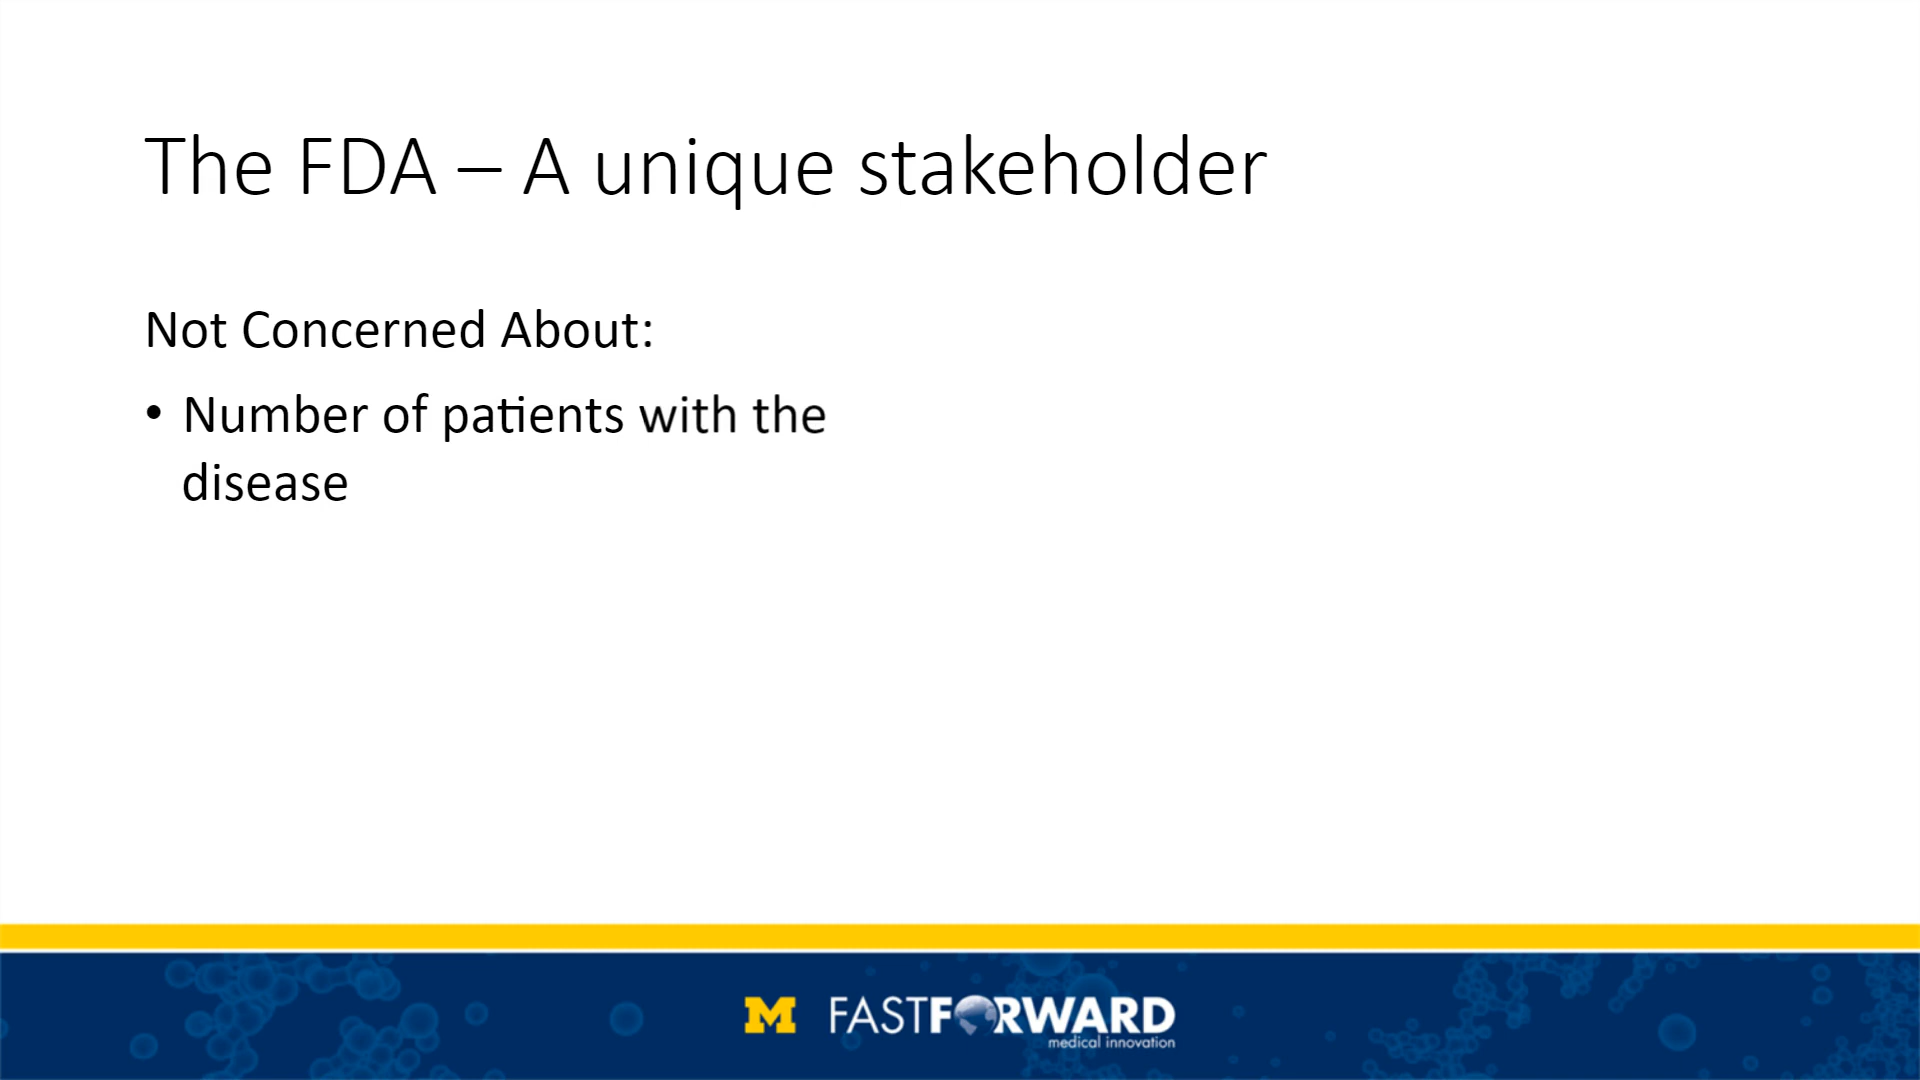 The FDA – A unique stakeholder
Not Concerned About:
• Number of patients with the
disease
M FASTFORWARD
medical innovation